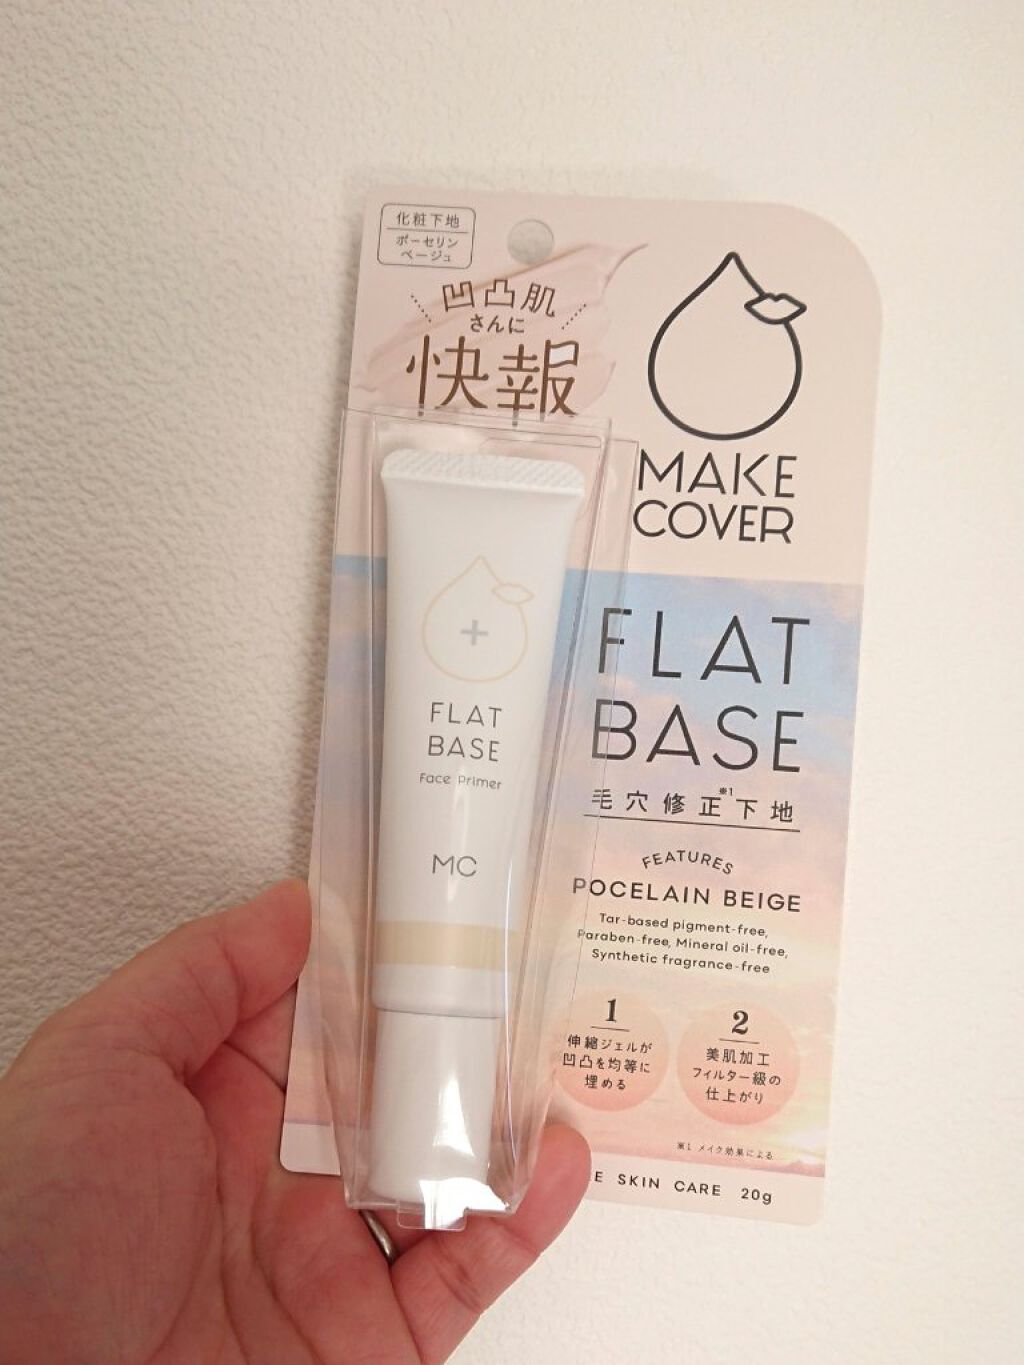 化粧下地
ポーセリン
ベージュ
凹凸肌
さんに
快報
MAKE
COVER
FLAT
BASE
毛穴修正※1下地
FEATURES
POCELAIN BEIGE
Tar-based pigment-free,
Paraben-free, Mineral oil-free,
Synthetic fragrance-free
1
伸縮ジェルが
凹凸を均等に
埋める
2
美肌加工
フィルター級の
仕上がり
※1 メイク効果による
SKIN CARE 20g
+
FLAT
BASE
Face Primer
MC